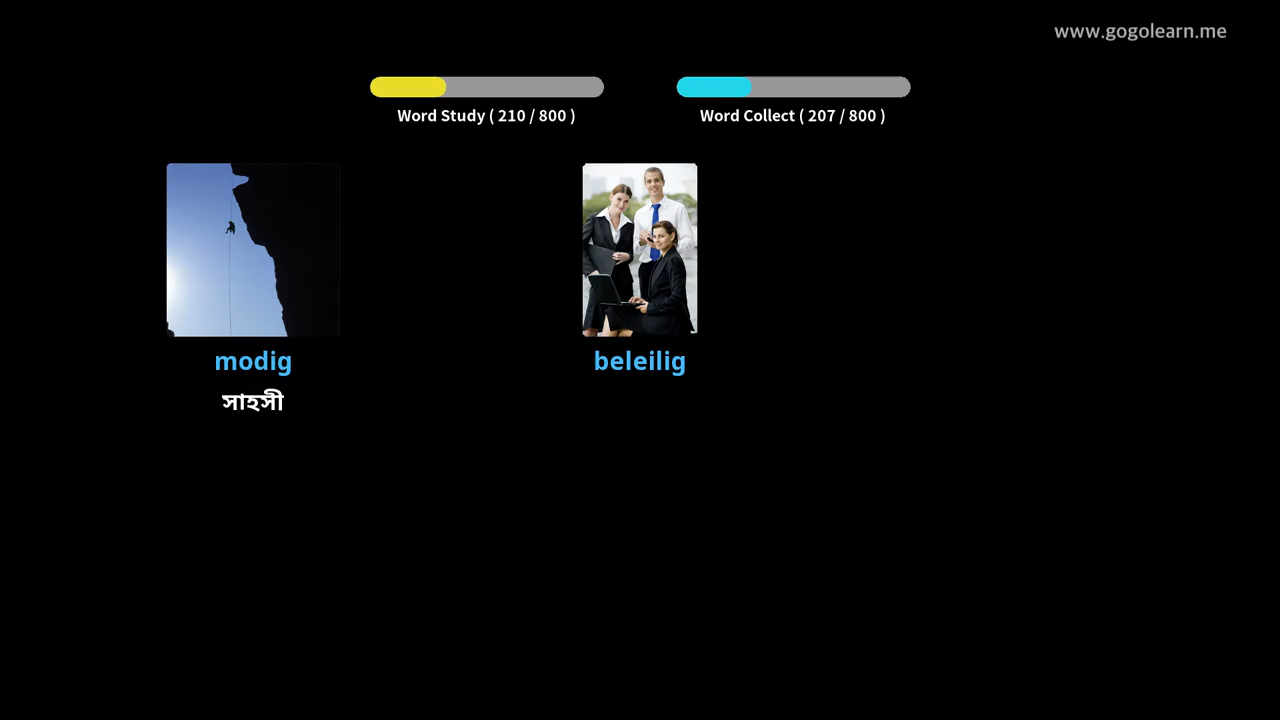 www.gogolearn.me
Word Study ( 210 / 800 )
Word Collect ( 207 / 800 )
modig
beleilig
সাহসী